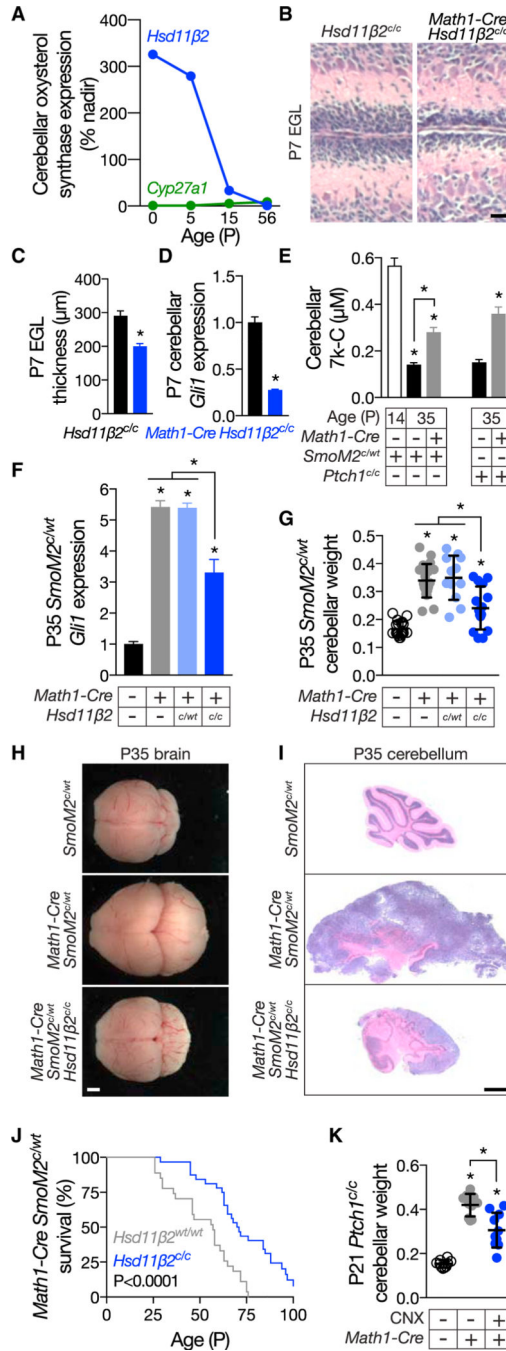 A
Cerebellar oxysterol
synthase expression
(% nadir)
400
300
200
100
0
Hsd11β2
Cyp27a1
0 5 15 56
Age (P)
B
Hsd11β2c/c
Math1-Cre
Hsd11β2c/c
P7 EGL
C
P7 EGL
thickness (μm)
400
300
200
100
0
*
D
P7 cerebellar
Gli1 expression
1.5
1.0
0.5
0.0
*
Hsd11β2c/c
Math1-Cre Hsd11β2c/c
E
Cerebellar
7k-C (μM)
0.6
0.4
0.2
0.0
* * * *
Age (P) 14 35 35
Math1-Cre - - + - +
SmoM2c/wt + + + - -
Ptch1c/c - - - + +
F
P35 SmoM2c/wt
Gli1 expression
6
5
4
3
2
1
0
* * * *
Math1-Cre - + + +
Hsd11β2 - - c/wt c/c
G
P35 SmoM2c/wt
cerebellar weight
0.5
0.4
0.3
0.2
0.1
0.0
* * * *
Math1-Cre - + + +
Hsd11β2 - - c/wt c/c
H
P35 brain
SmoM2c/wt
Math1-Cre
SmoM2c/wt
Math1-Cre
SmoM2c/wt
Hsd11β2c/c
I
P35 cerebellum
SmoM2c/wt
Math1-Cre
SmoM2c/wt
Math1-Cre
SmoM2c/wt
Hsd11β2c/c
J
Math1-Cre SmoM2c/wt
survival (%)
100
75
50
25
0
Hsd11β2wt/wt
Hsd11β2c/c
P<0.0001
0 25 50 75 100
Age (P)
K
P21 Ptch1c/c
cerebellar weight
0.6
0.4
0.2
0.0
* * *
CNX - - +
Math1-Cre - + +